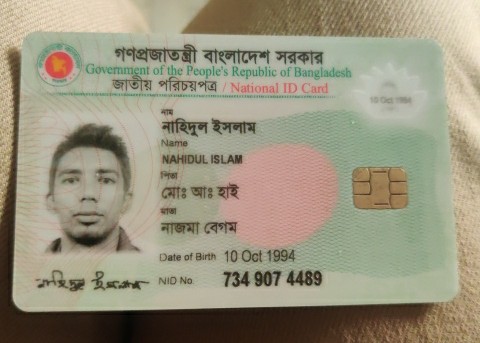 গণপ্রজাতন্ত্রী বাংলাদেশ সরকার
Government of the People's Republic of Bangladesh
জাতীয় পরিচয়পত্র / National ID Card
10 Oct 1994
নাম
নাহিদুল ইসলাম
Name
NAHIDUL ISLAM
পিতা
মোঃ আঃ হাই
মাতা
নাজমা বেগম
Date of Birth 10 Oct 1994
নাহিদুল ইসলাম NID No 734 907 4489